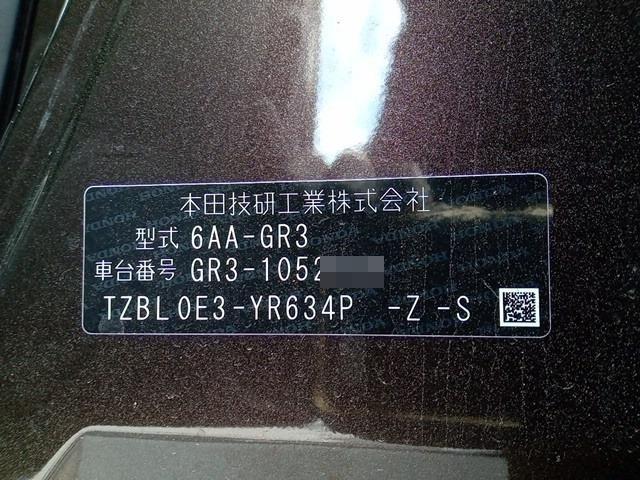 本田技研工業株式会社
型式 6AA-GR3
車台番号 GR3-1052
TZBL0E3-YR634P -Z -S